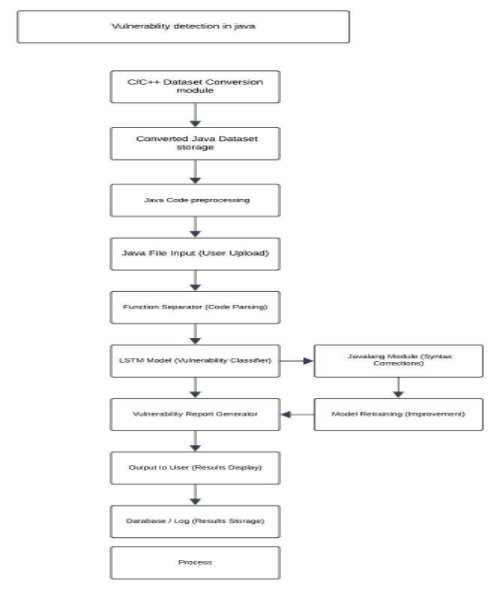 Vulnerablity detection in java
C/C++ Dataset Conversion
module
Converted Java Dataset
storage
Java Code preprocessing
Java File Input (User Upload)
Function Separator (Code Parsing)
LSTM Model (Vulnerability Classifier)
Javalang Module (Syntax
Corrections)
Vulnerability Report Generator
Model Retraining (Improvement)
Output to User (Results Display)
Database / Log (Results Storage)
Process